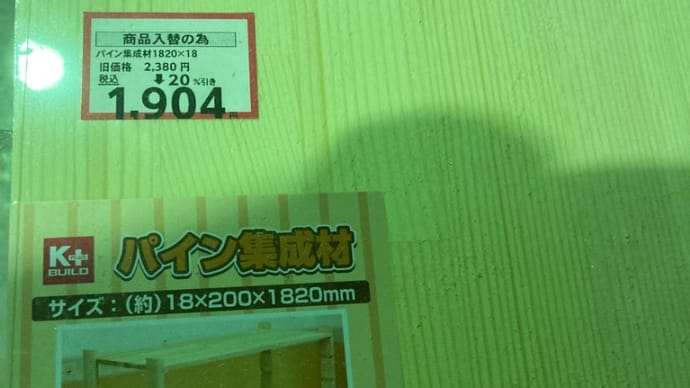 商品入替の為
パイン集成材1820×18
旧価格 2,380円
税込 ⬇20%引き
1,904円
K+
PLUS
BUILD
パイン集成材
サイズ:(約)18×200×1820mm